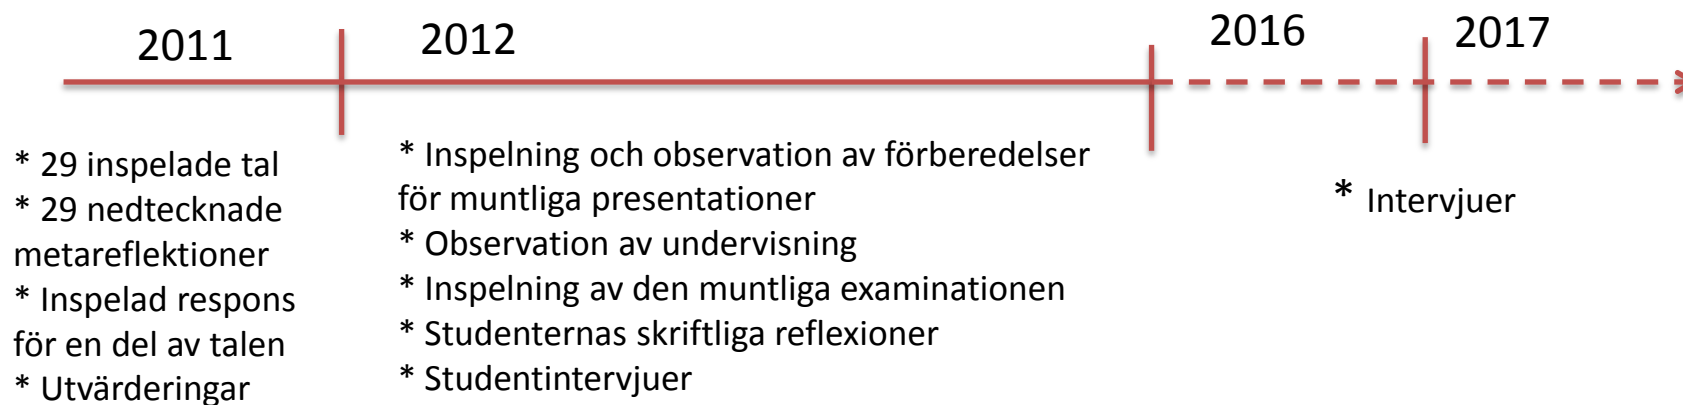 2011
2012
2016
2017
* 29 inspelade tal
* 29 nedtecknade
metareflektioner
* Inspelad respons
för en del av talen
* Utvärderingar
* Inspelning och observation av förberedelser
för muntliga presentationer
* Observation av undervisning
* Inspelning av den muntliga examinationen
* Studenternas skriftliga reflexioner
* Studentintervjuer
* Intervjuer